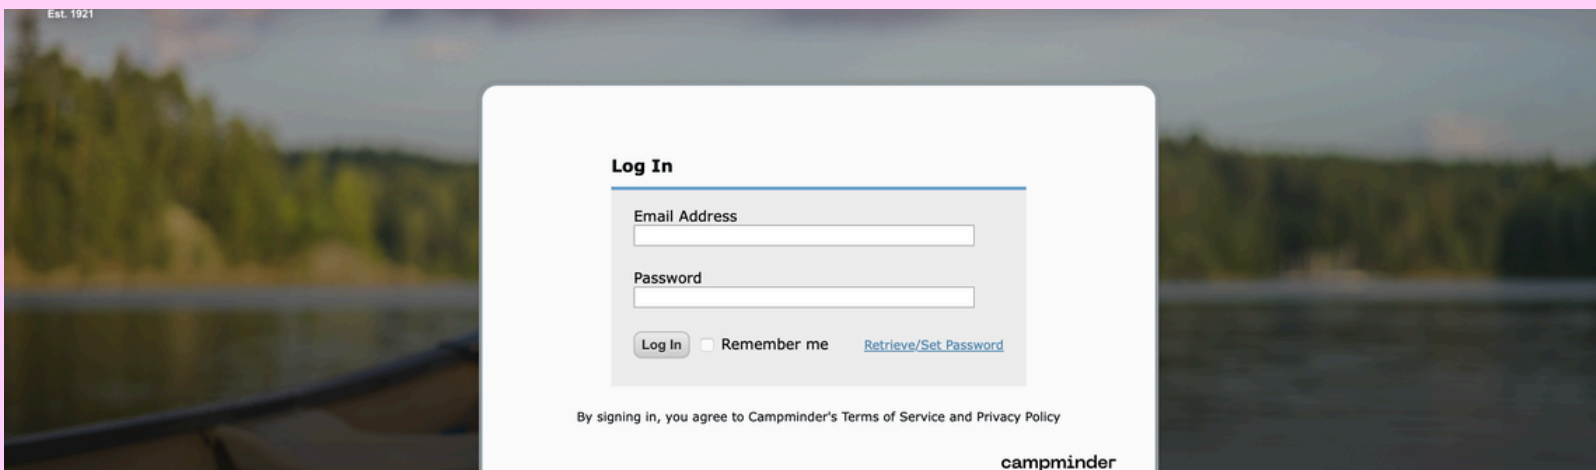 Est. 1921
Log In
Email Address
Password
Log In Remember me Retrieve/Set Password
By signing in, you agree to Campminder's Terms of Service and Privacy Policy
campminder